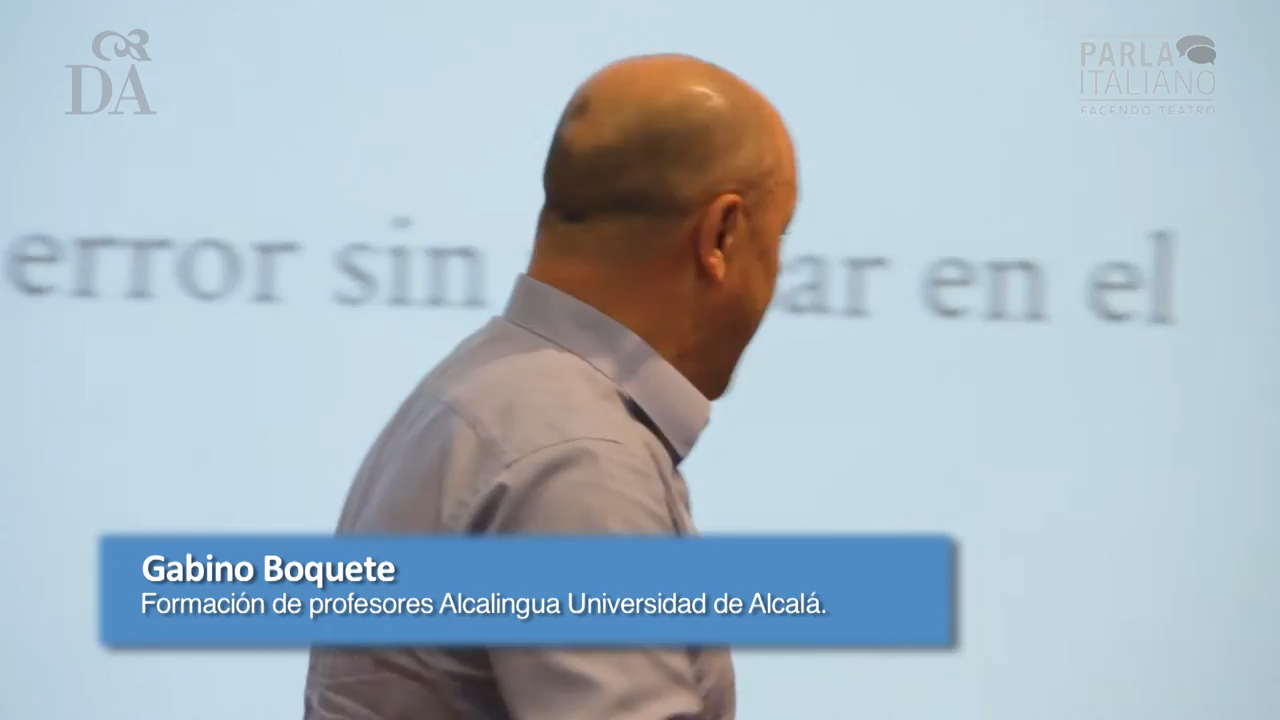 DA
PARLA
ITALIANO
FACENDO TEATRO
error sin ar en el
Gabino Boquete
Formación de profesores Alcalingua Universidad de Alcalá.